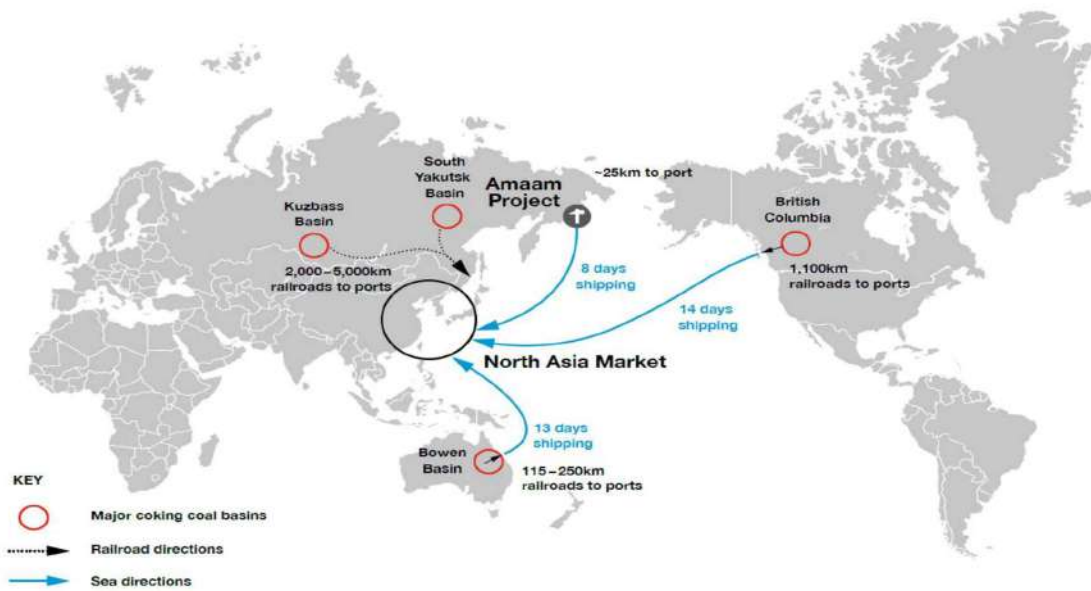 South
Yakutsk
Basin
Amaam
Project
~25km to port
Kuzbass
Basin
British
Columbia
2,000–5,000km
railroads to ports
8 days
shipping
1,100km
railroads to ports
14 days
shipping
North Asia Market
13 days
shipping
Bowen
Basin
115–250km
railroads to ports
KEY
Major coking coal basins
Railroad directions
Sea directions